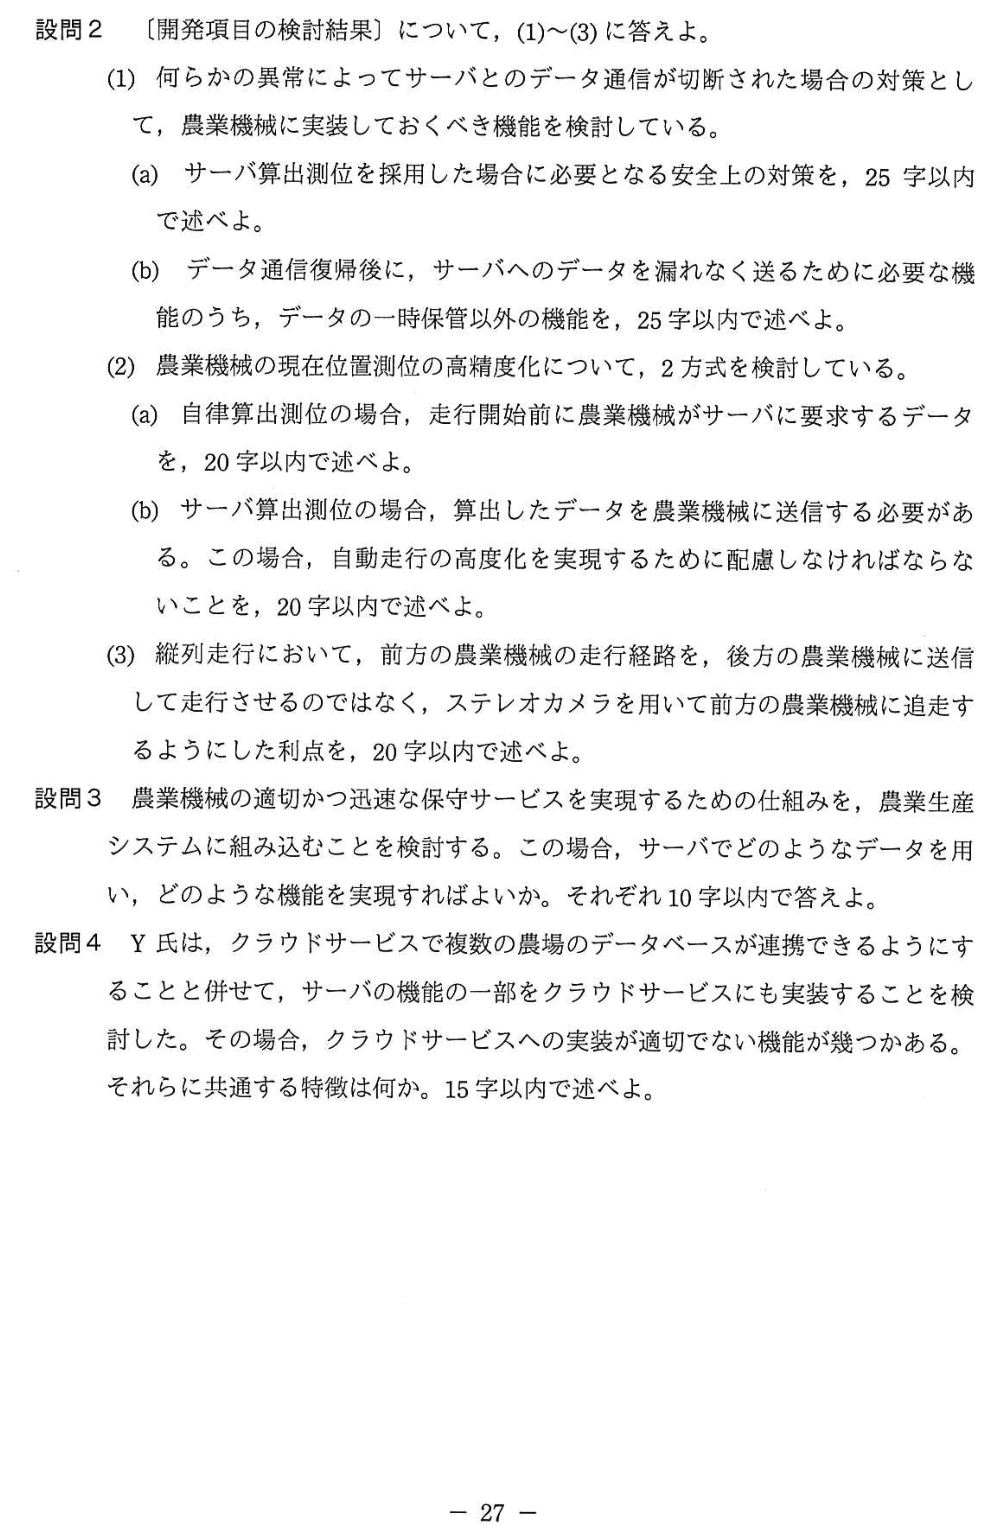 設問2 〔開発項目の検討結果〕について，(1)～(3)に答えよ。
(1) 何らかの異常によってサーバとのデータ通信が切断された場合の対策とし
て，農業機械に実装しておくべき機能を検討している。
(a) サーバ算出測位を採用した場合に必要となる安全上の対策を，25 字以内
で述べよ。
(b) データ通信復帰後に，サーバへのデータを漏れなく送るために必要な機
能のうち，データの一時保管以外の機能を，25 字以内で述べよ。
(2) 農業機械の現在位置測位の高精度化について，2 方式を検討している。
(a) 自律算出測位の場合，走行開始前に農業機械がサーバに要求するデータ
を，20 字以内で述べよ。
(b) サーバ算出測位の場合，算出したデータを農業機械に送信する必要があ
る。この場合，自動走行の高度化を実現するために配慮しなければならな
いことを，20 字以内で述べよ。
(3) 縦列走行において，前方の農業機械の走行経路を，後方の農業機械に送信
して走行させるのではなく，ステレオカメラを用いて前方の農業機械に追走す
るようにした利点を，20 字以内で述べよ。
設問3 農業機械の適切かつ迅速な保守サービスを実現するための仕組みを，農業生産
システムに組み込むことを検討する。この場合，サーバでどのようなデータを用
い，どのような機能を実現すればよいか。それぞれ 10 字以内で答えよ。
設問4 Y 氏は，クラウドサービスで複数の農場のデータベースが連携できるようにす
ることと併せて，サーバの機能の一部をクラウドサービスにも実装することを検
討した。その場合，クラウドサービスへの実装が適切でない機能が幾つかある。
それらに共通する特徴は何か。15 字以内で述べよ。
－ 27 －